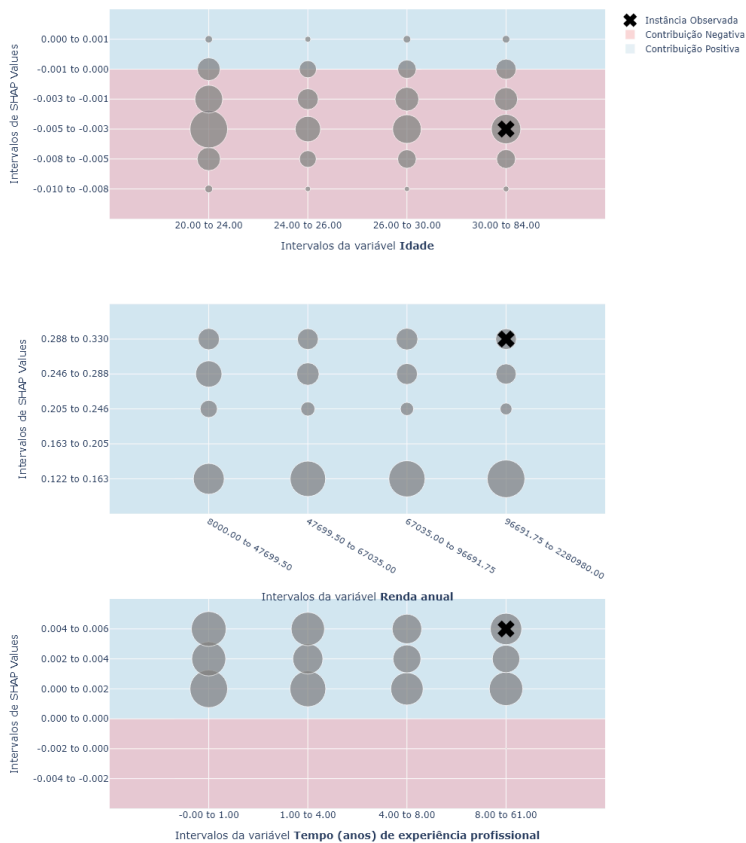 Instância Observada
Contribuição Negativa
Contribuição Positiva
Intervalos de SHAP Values
0.000 to 0.001
-0.001 to 0.000
-0.003 to -0.001
-0.005 to -0.003
-0.008 to -0.005
-0.010 to -0.008
20.00 to 24.00
24.00 to 26.00
26.00 to 30.00
30.00 to 84.00
Intervalos da variável Idade
Intervalos de SHAP Values
0.288 to 0.330
0.246 to 0.288
0.205 to 0.246
0.163 to 0.205
0.122 to 0.163
8000.00 to 47699.50
47699.50 to 67035.00
67035.00 to 96691.75
96691.75 to 2280980.00
Intervalos da variável Renda anual
Intervalos de SHAP Values
0.004 to 0.006
0.002 to 0.004
0.000 to 0.002
0.000 to 0.000
-0.002 to 0.000
-0.004 to -0.002
-0.00 to 1.00
1.00 to 4.00
4.00 to 8.00
8.00 to 61.00
Intervalos da variável Tempo (anos) de experiência profissional